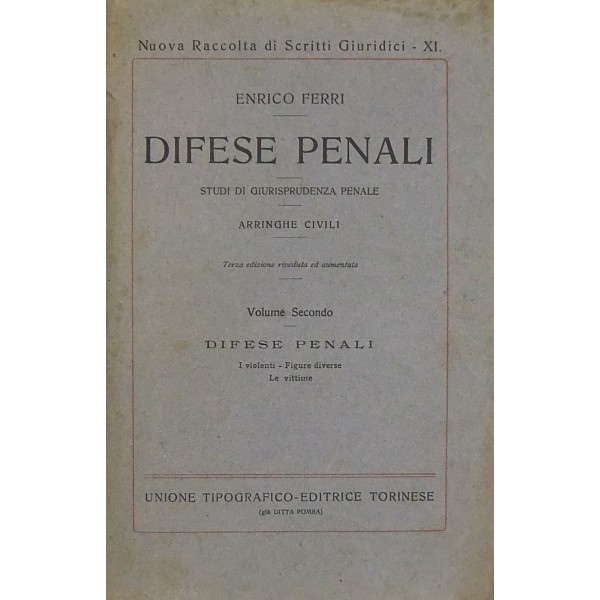 Nuova Raccolta di Scritti Giuridici - XI.
ENRICO FERRI
DIFESE PENALI
STUDI DI GIURISPRUDENZA PENALE
ARRINGHE CIVILI
Terza edizione riveduta ed aumentata
Volume Secondo
DIFESE PENALI
I violenti - Figure diverse
Le vittime
UNIONE TIPOGRAFICO-EDITRICE TORINESE
(già DITTA POMBA)